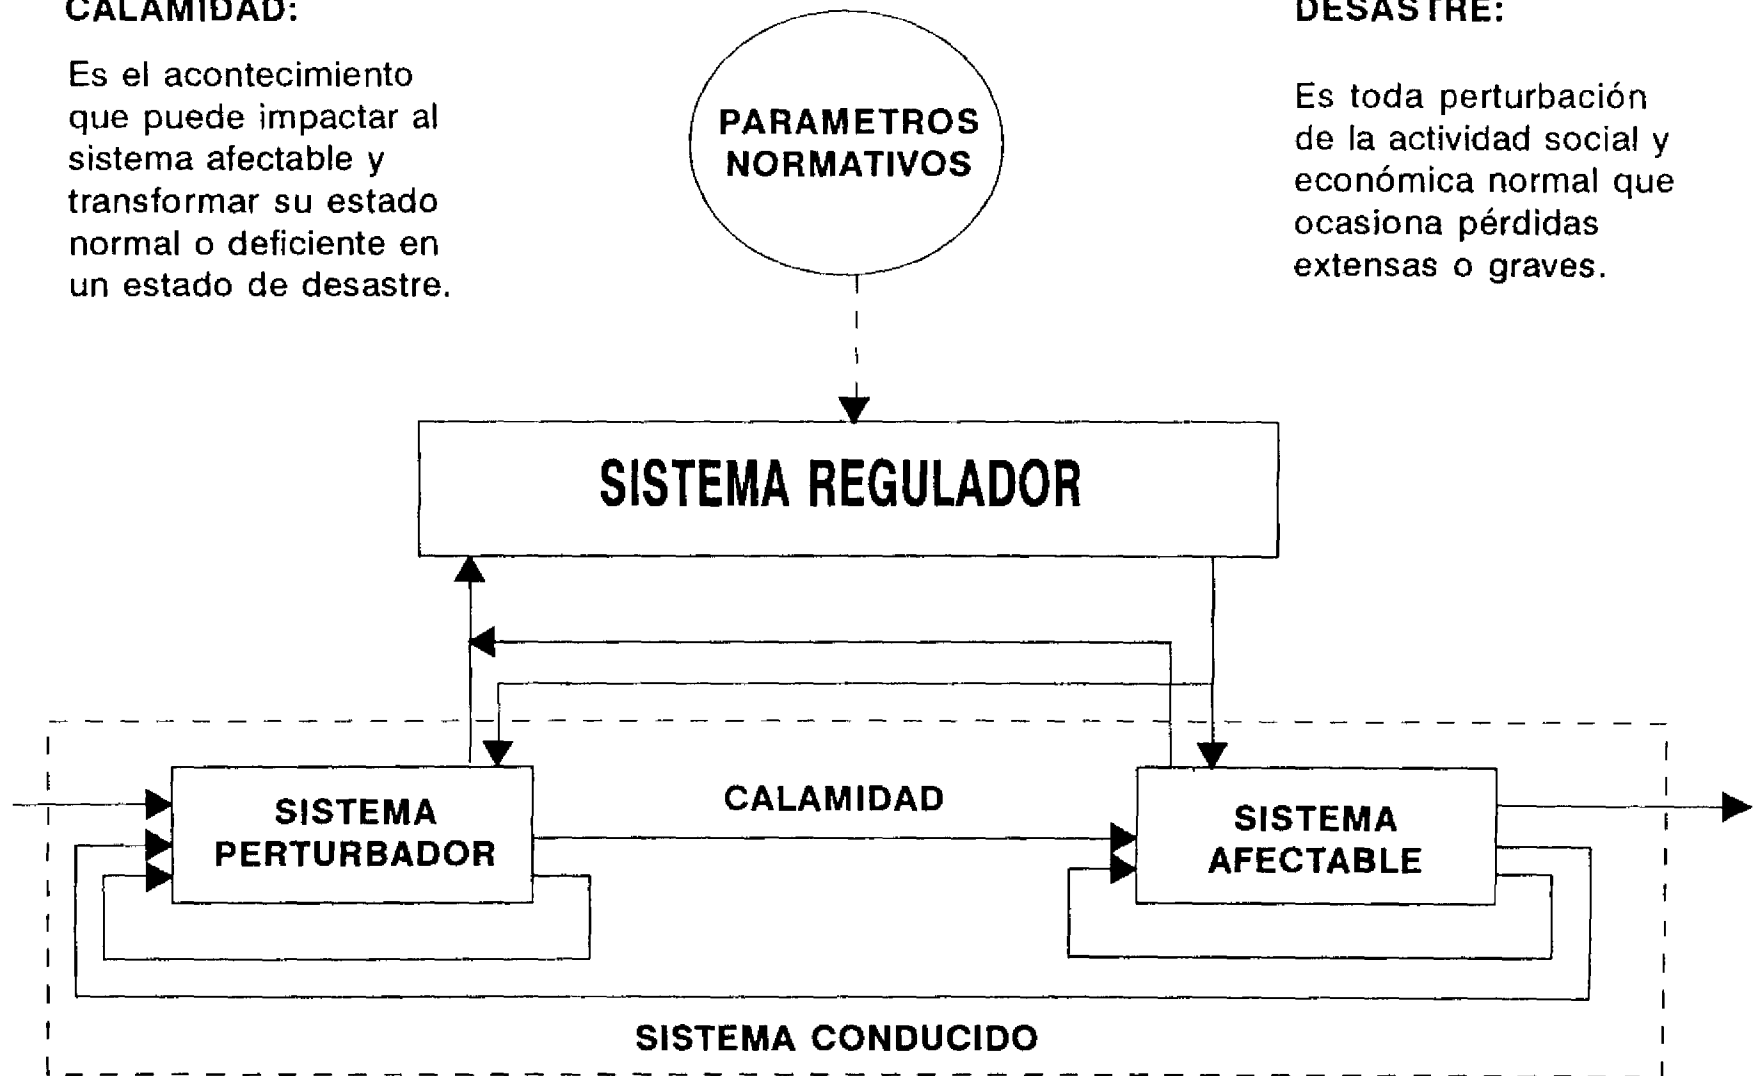 CALAMIDAD:
Es el acontecimiento
que puede impactar al
sistema afectable y
transformar su estado
normal o deficiente en
un estado de desastre.
DESASTRE:
Es toda perturbación
de la actividad social y
económica normal que
ocasiona pérdidas
extensas o graves.
PARAMETROS
NORMATIVOS
SISTEMA REGULADOR
SISTEMA
PERTURBADOR
CALAMIDAD
SISTEMA
AFECTABLE
SISTEMA CONDUCIDO